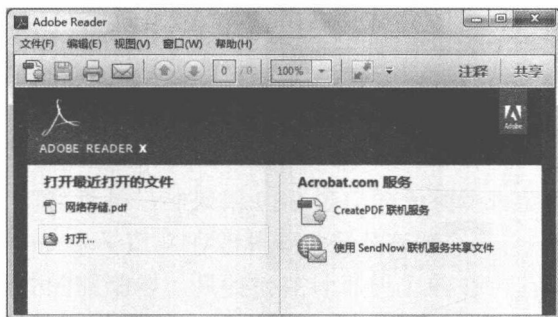 Adobe Reader
文件(F) 编辑(E) 视图(V) 窗口(W) 帮助(H)
0 / 0 100% 注释 共享
ADOBE READER X
Adobe
打开最近打开的文件
网络存储.pdf
打开...
Acrobat.com 服务
CreatePDF 联机服务
使用 SendNow 联机服务共享文件